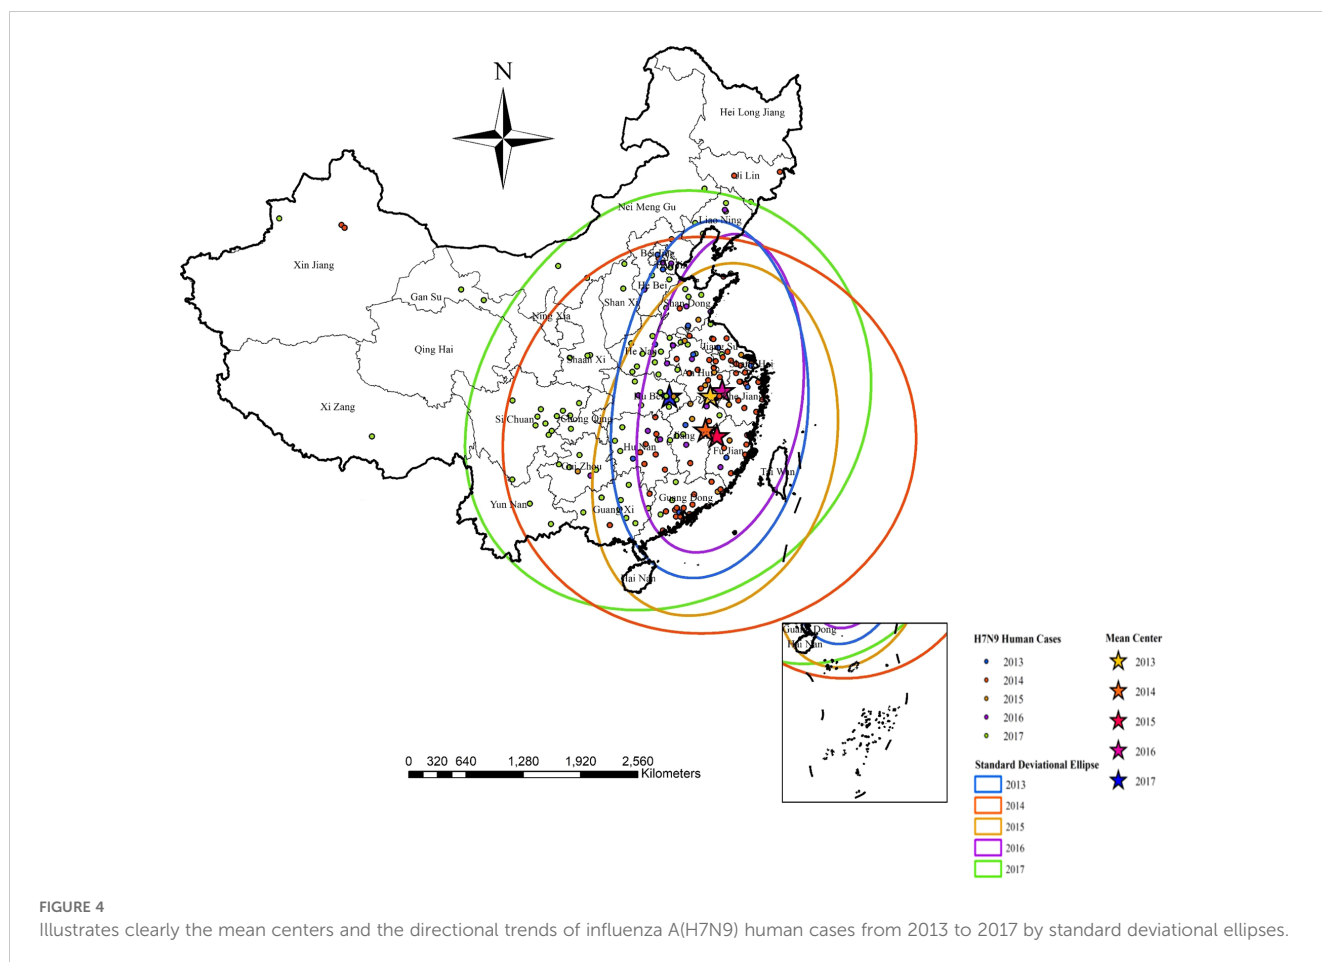 N
Hei Long Jiang
Ji Lin
Nei Meng Gu
Liao Ning
Xin Jiang
Gan Su
He Bei
Shan Xi
Shan Dong
Ning Xia
Qing Hai
Shaan Xi
He Nan
Jiang Su
An Hui
Xi Zang
Hu Bei
Zhe Jiang
Si Chuan
Chong Qing
Hu Nan
Fu Jian
Gui Zhou
Tai Wan
Yun Nan
Guang Xi
Guang Dong
Hai Nan
Guang Dong
Hai Nan
0 320 640 1,280 1,920 2,560
Kilometers
H7N9 Human Cases
2013
2014
2015
2016
2017
Standard Deviational Ellipse
2013
2014
2015
2016
2017
Mean Center
2013
2014
2015
2016
2017
FIGURE 4
Illustrates clearly the mean centers and the directional trends of influenza A(H7N9) human cases from 2013 to 2017 by standard deviational ellipses.